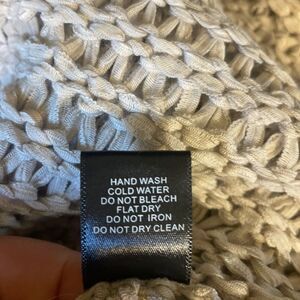 HAND WASH
COLD WATER
DO NOT BLEACH
FLAT DRY
DO NOT IRON
DO NOT DRY CLEAN